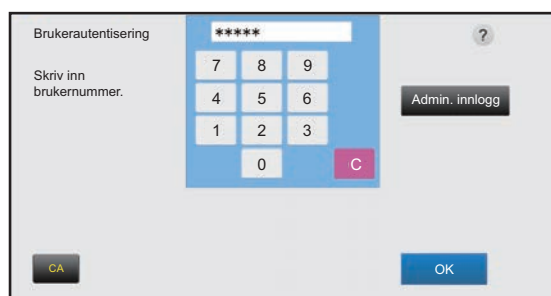 Brukerautentisering
*****
?
Skriv inn
brukernummer.
7 8 9
4 5 6
1 2 3
0 C
Admin. innlogg
CA
OK